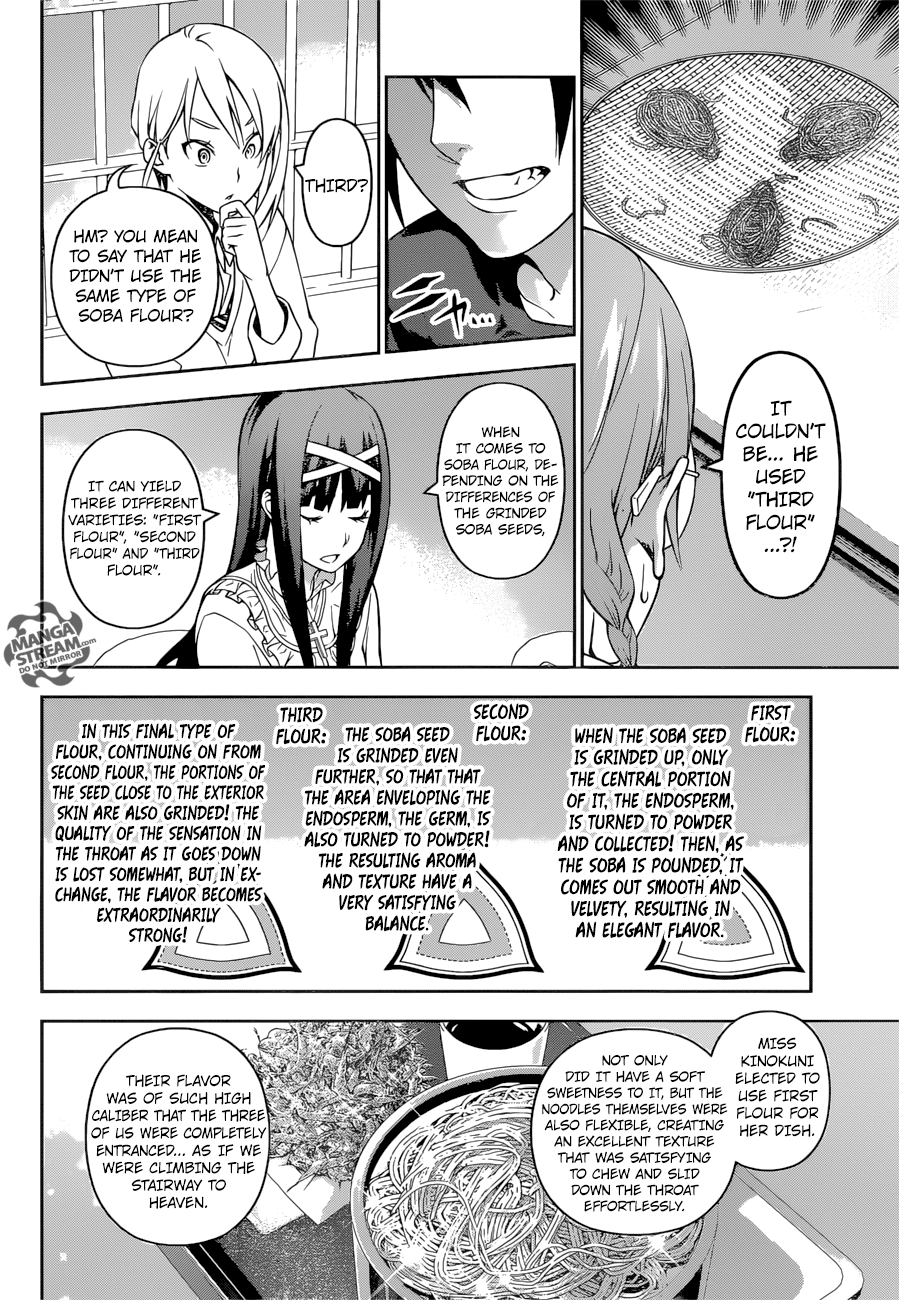 IT
COULDN'T
BE... HE
USED
"THIRD
FLOUR"
...?!
ニヤ...
THIRD?
HM? YOU MEAN
TO SAY THAT HE
DIDN'T USE THE
SAME TYPE OF
SOBA FLOUR?
WHEN
IT COMES TO
SOBA FLOUR, DE-
PENDING ON THE
DIFFERENCES OF
THE GRINDED
SOBA SEEDS,
IT CAN YIELD
THREE DIFFERENT
VARIETIES: "FIRST
FLOUR", "SECOND
FLOUR" AND "THIRD
FLOUR".
MANGA
STREAM.com
DO NOT MIRROR
FIRST
FLOUR:
WHEN THE SOBA SEED
IS GRINDED UP, ONLY
THE CENTRAL PORTION
OF IT, THE ENDOSPERM,
IS TURNED TO POWDER
AND COLLECTED! THEN, AS
THE SOBA IS POUNDED, IT
COMES OUT SMOOTH AND
VELVETY, RESULTING IN
AN ELEGANT FLAVOR.
SECOND
FLOUR:
THE SOBA SEED
IS GRINDED EVEN
FURTHER, SO THAT THAT
THE AREA ENVELOPING THE
ENDOSPERM, THE GERM, IS
ALSO TURNED TO POWDER!
THE RESULTING AROMA
AND TEXTURE HAVE A
VERY SATISFYING
BALANCE.
THIRD
FLOUR:
IN THIS FINAL TYPE OF
FLOUR, CONTINUING ON FROM
SECOND FLOUR, THE PORTIONS OF
THE SEED CLOSE TO THE EXTERIOR
SKIN ARE ALSO GRINDED! THE
QUALITY OF THE SENSATION IN
THE THROAT AS IT GOES DOWN
IS LOST SOMEWHAT, BUT IN EX-
CHANGE, THE FLAVOR BECOMES
EXTRAORDINARILY
STRONG!
MISS
KINOKUNI
ELECTED TO
USE FIRST
FLOUR FOR
HER DISH.
NOT ONLY
DID IT HAVE A SOFT
SWEETNESS TO IT, BUT THE
NOODLES THEMSELVES WERE
ALSO FLEXIBLE, CREATING
AN EXCELLENT TEXTURE
THAT WAS SATISFYING
TO CHEW AND SLID
DOWN THE THROAT
EFFORTLESSLY.
THEIR FLAVOR
WAS OF SUCH HIGH
CALIBER THAT THE THREE
OF US WERE COMPLETELY
ENTRANCED... AS IF WE
WERE CLIMBING THE
STAIRWAY TO
HEAVEN.